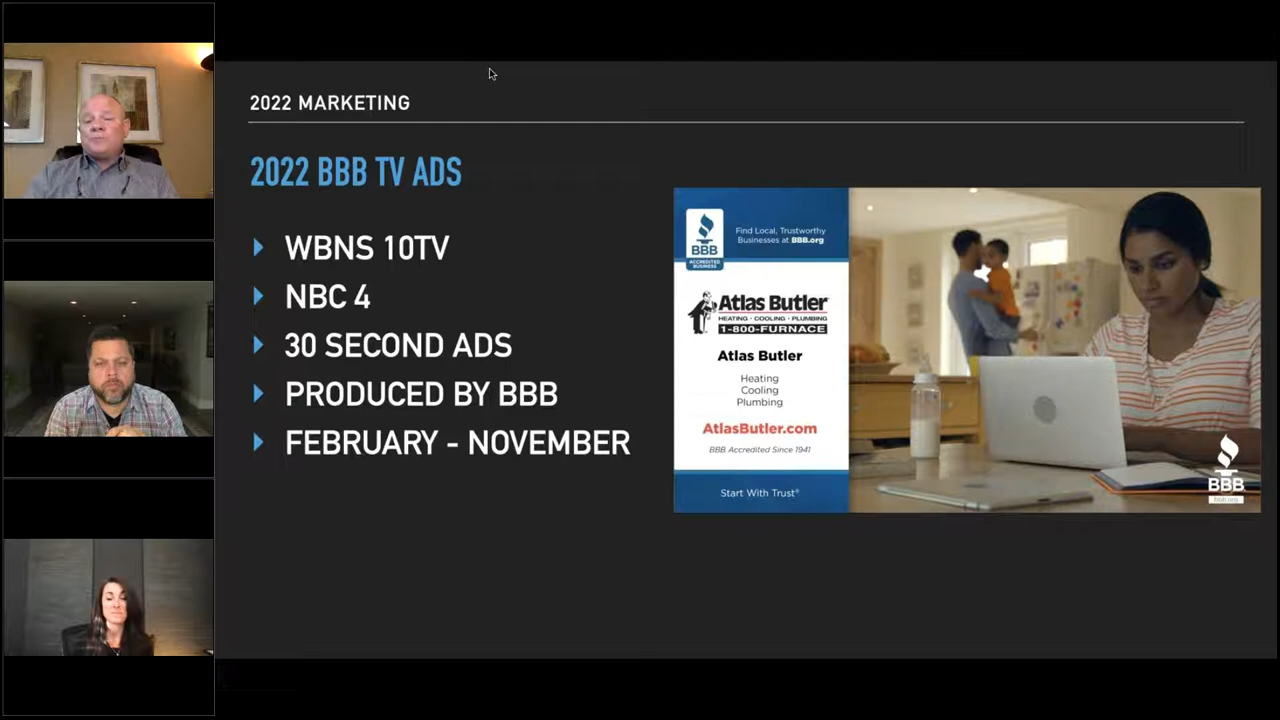 2022 MARKETING
2022 BBB TV ADS
WBNS 10TV
NBC 4
30 SECOND ADS
PRODUCED BY BBB
FEBRUARY - NOVEMBER
BBB
ACCREDITED
BUSINESS
Find Local, Trustworthy
Businesses at BBB.org
Atlas Butler
HEATING · COOLING · PLUMBING
1-800-FURNACE
Atlas Butler
Heating
Cooling
Plumbing
AtlasButler.com
BBB Accredited Since 1941
Start With Trust®
BBB
bbb.org